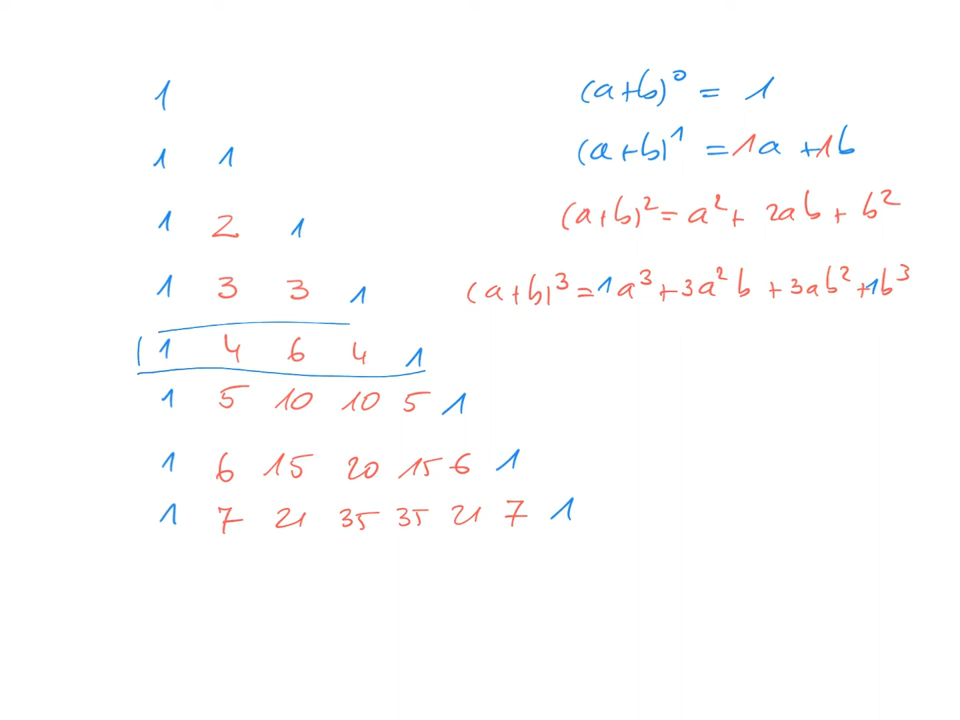 1 (a+b)⁰ = 1
1 1 (a+b)¹ = 1a + 1b
1 2 1 (a+b)² = a² + 2ab + b²
1 3 3 1 (a+b)³ = 1a³ + 3a²b + 3ab² + 1b³
1 4 6 4 1
1 5 10 10 5 1
1 6 15 20 15 6 1
1 7 21 35 35 21 7 1